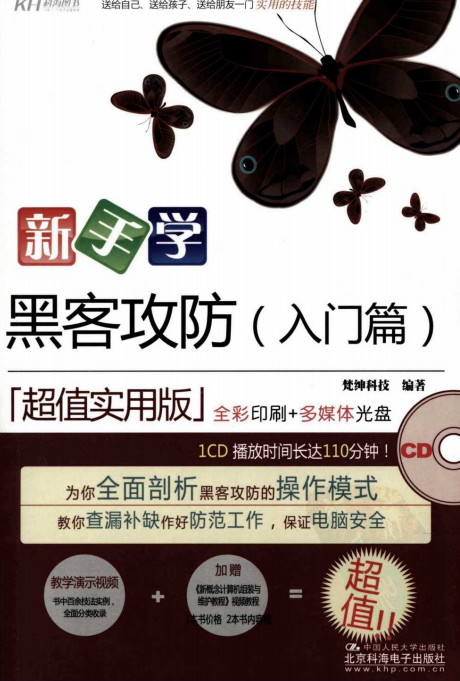 KH 科海图书
送给自己、送给孩子、送给朋友一门 实用的技能
新手学
黑客攻防（入门篇）
梵绅科技 编著
「超值实用版」全彩印刷+多媒体光盘
1CD 播放时间长达110分钟！
CD
为你全面剖析黑客攻防的操作模式
教你查漏补缺作好防范工作，保证电脑安全
教学演示视频
书中百余技法实例，
全面分类收录
+
加 赠
《新概念计算机组装与
维护教程》视频教程
1本书价格 2本书内容
=
超值!!
中国人民大学出版社
北京科海电子出版社
www.khp.com.cn